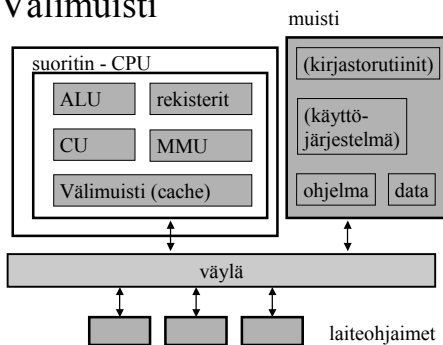 Välimuisti
muisti
suoritin - CPU
ALU
rekisterit
CU
MMU
Välimuisti (cache)
(kirjastorutiinit)
(käyttö-
järjestelmä)
ohjelma
data
väylä
laiteohjaimet